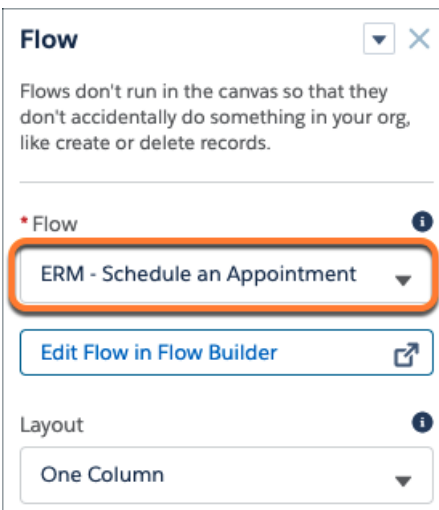 Flow
Flows don't run in the canvas so that they
don't accidentally do something in your org,
like create or delete records.
* Flow
ERM - Schedule an Appointment
Edit Flow in Flow Builder
Layout
One Column